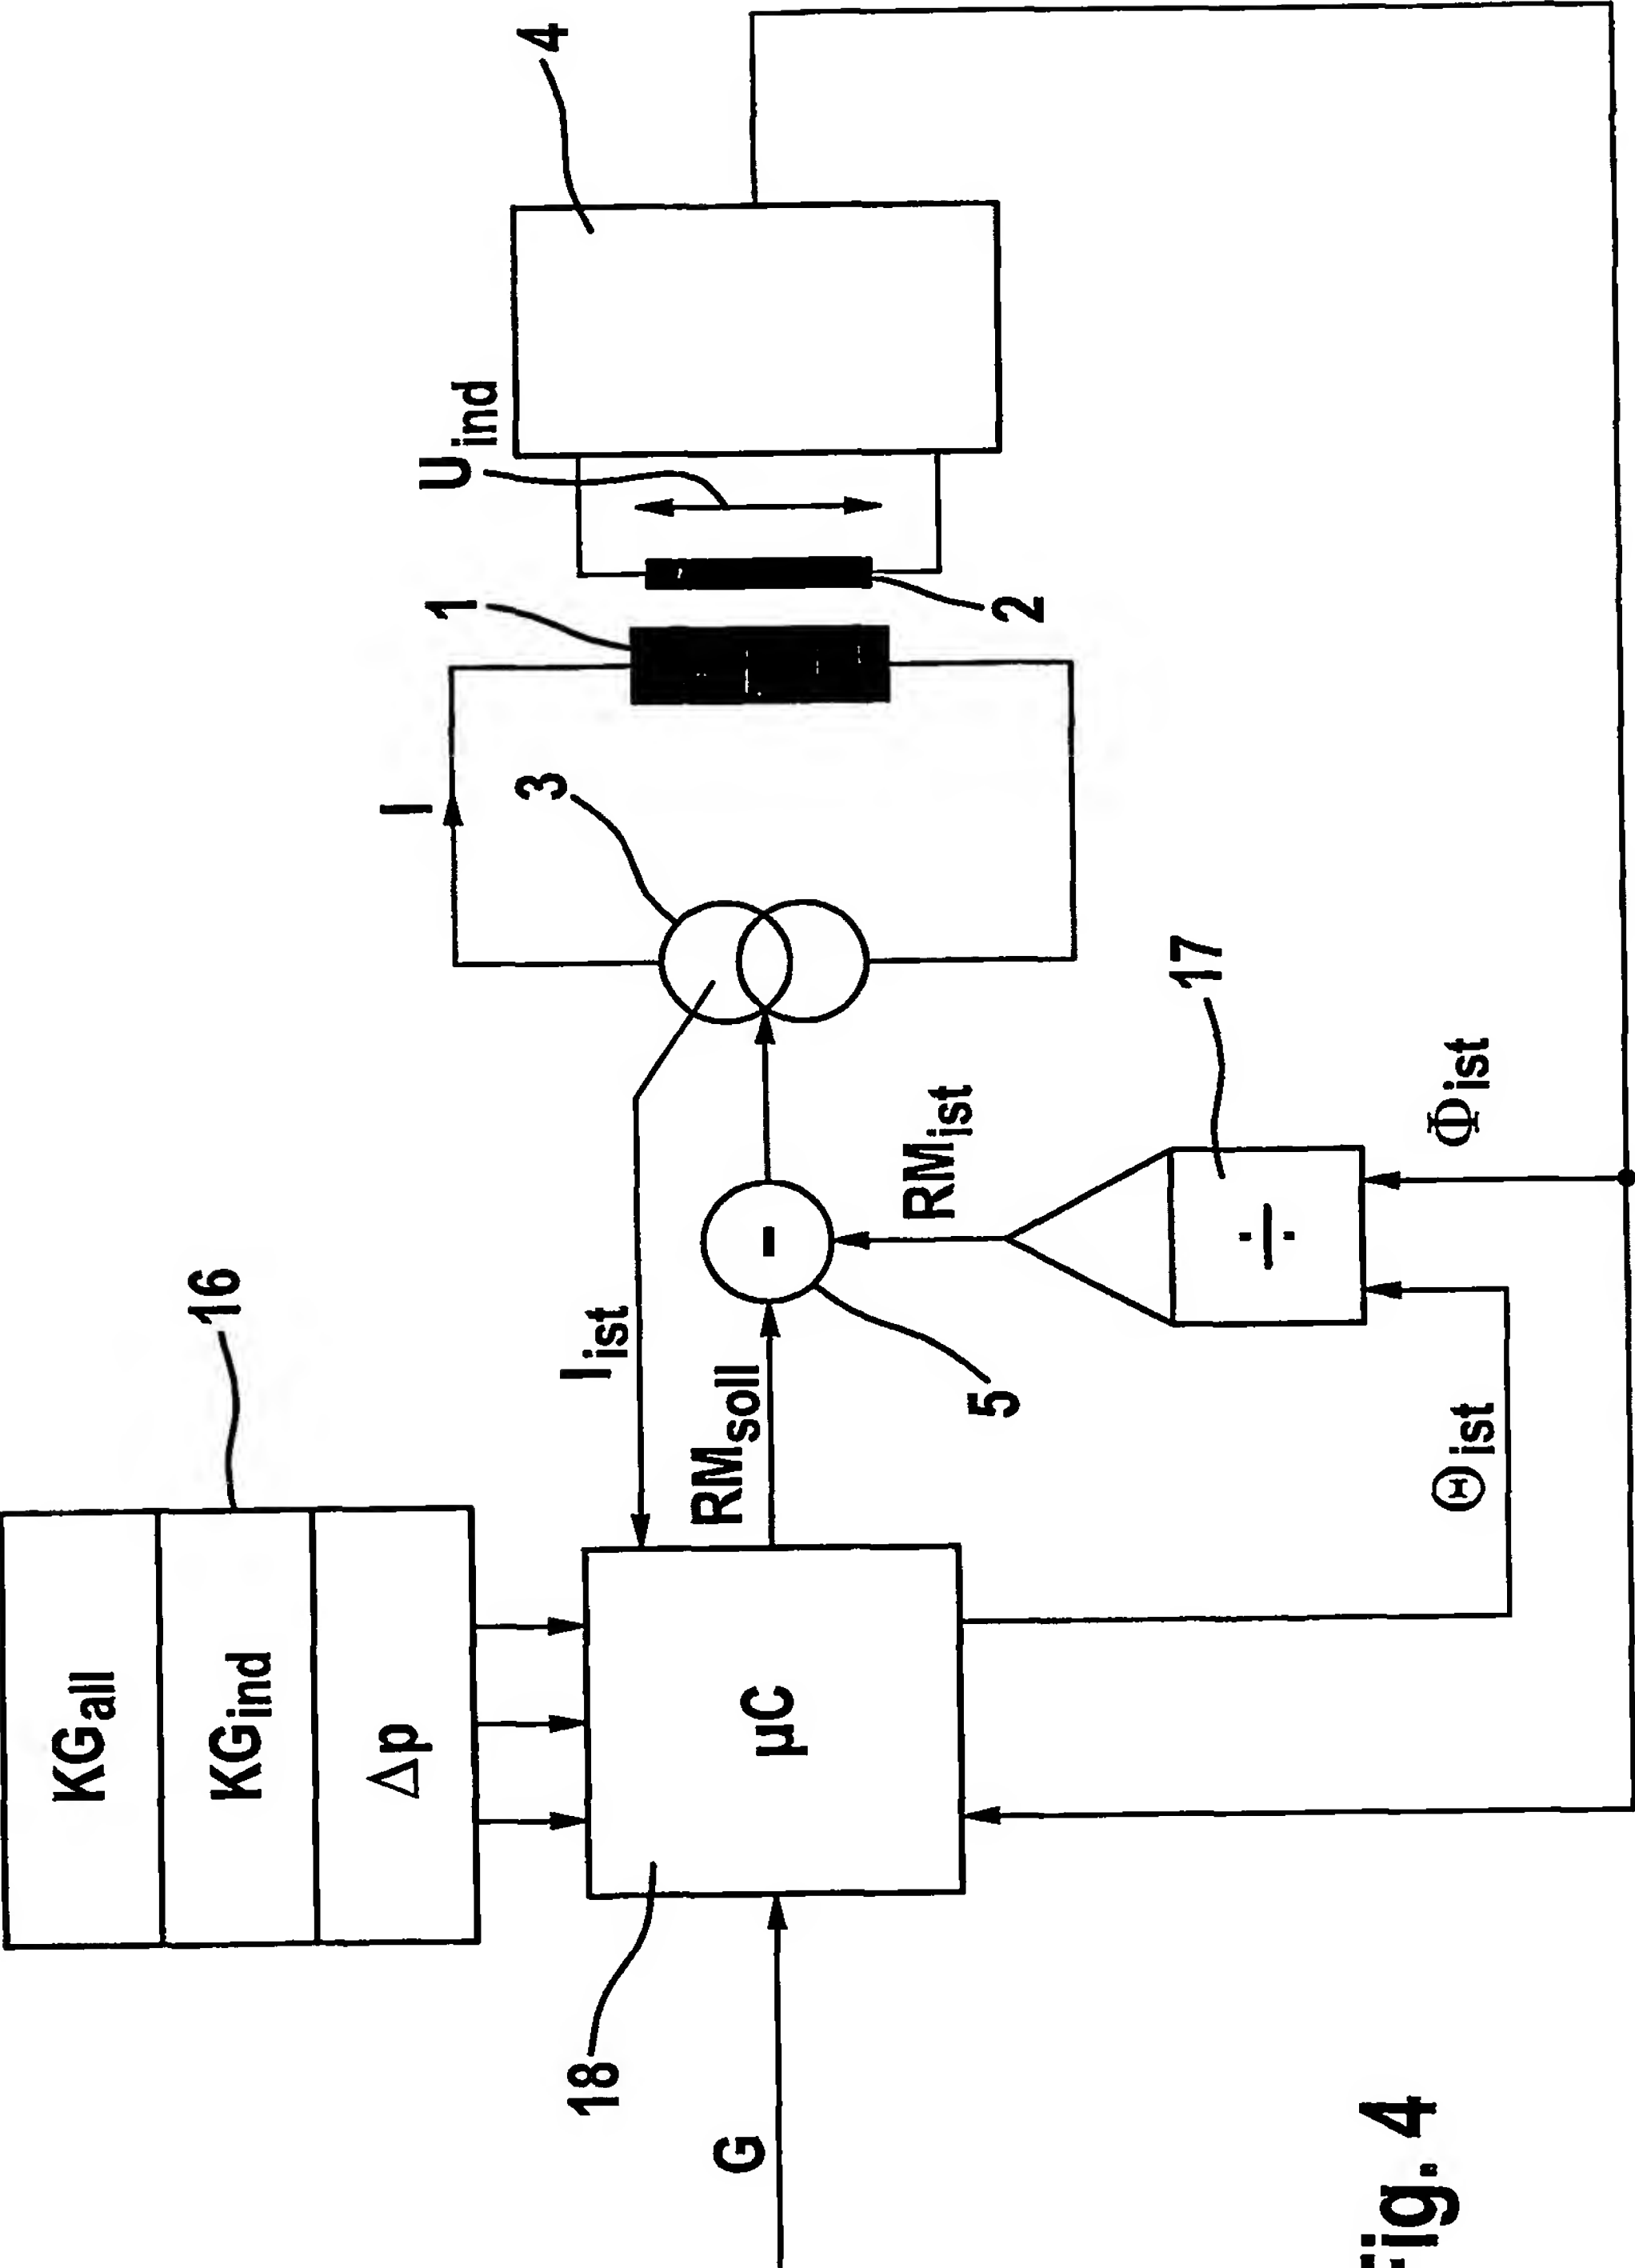 KG_all
KG_ind
Δp
16
18
G
µC
I_ist
RM_soll
5
RM_ist
17
÷
-
Θ_ist
Φ_ist
3
I
1
2
U_ind
4
Fig. 4